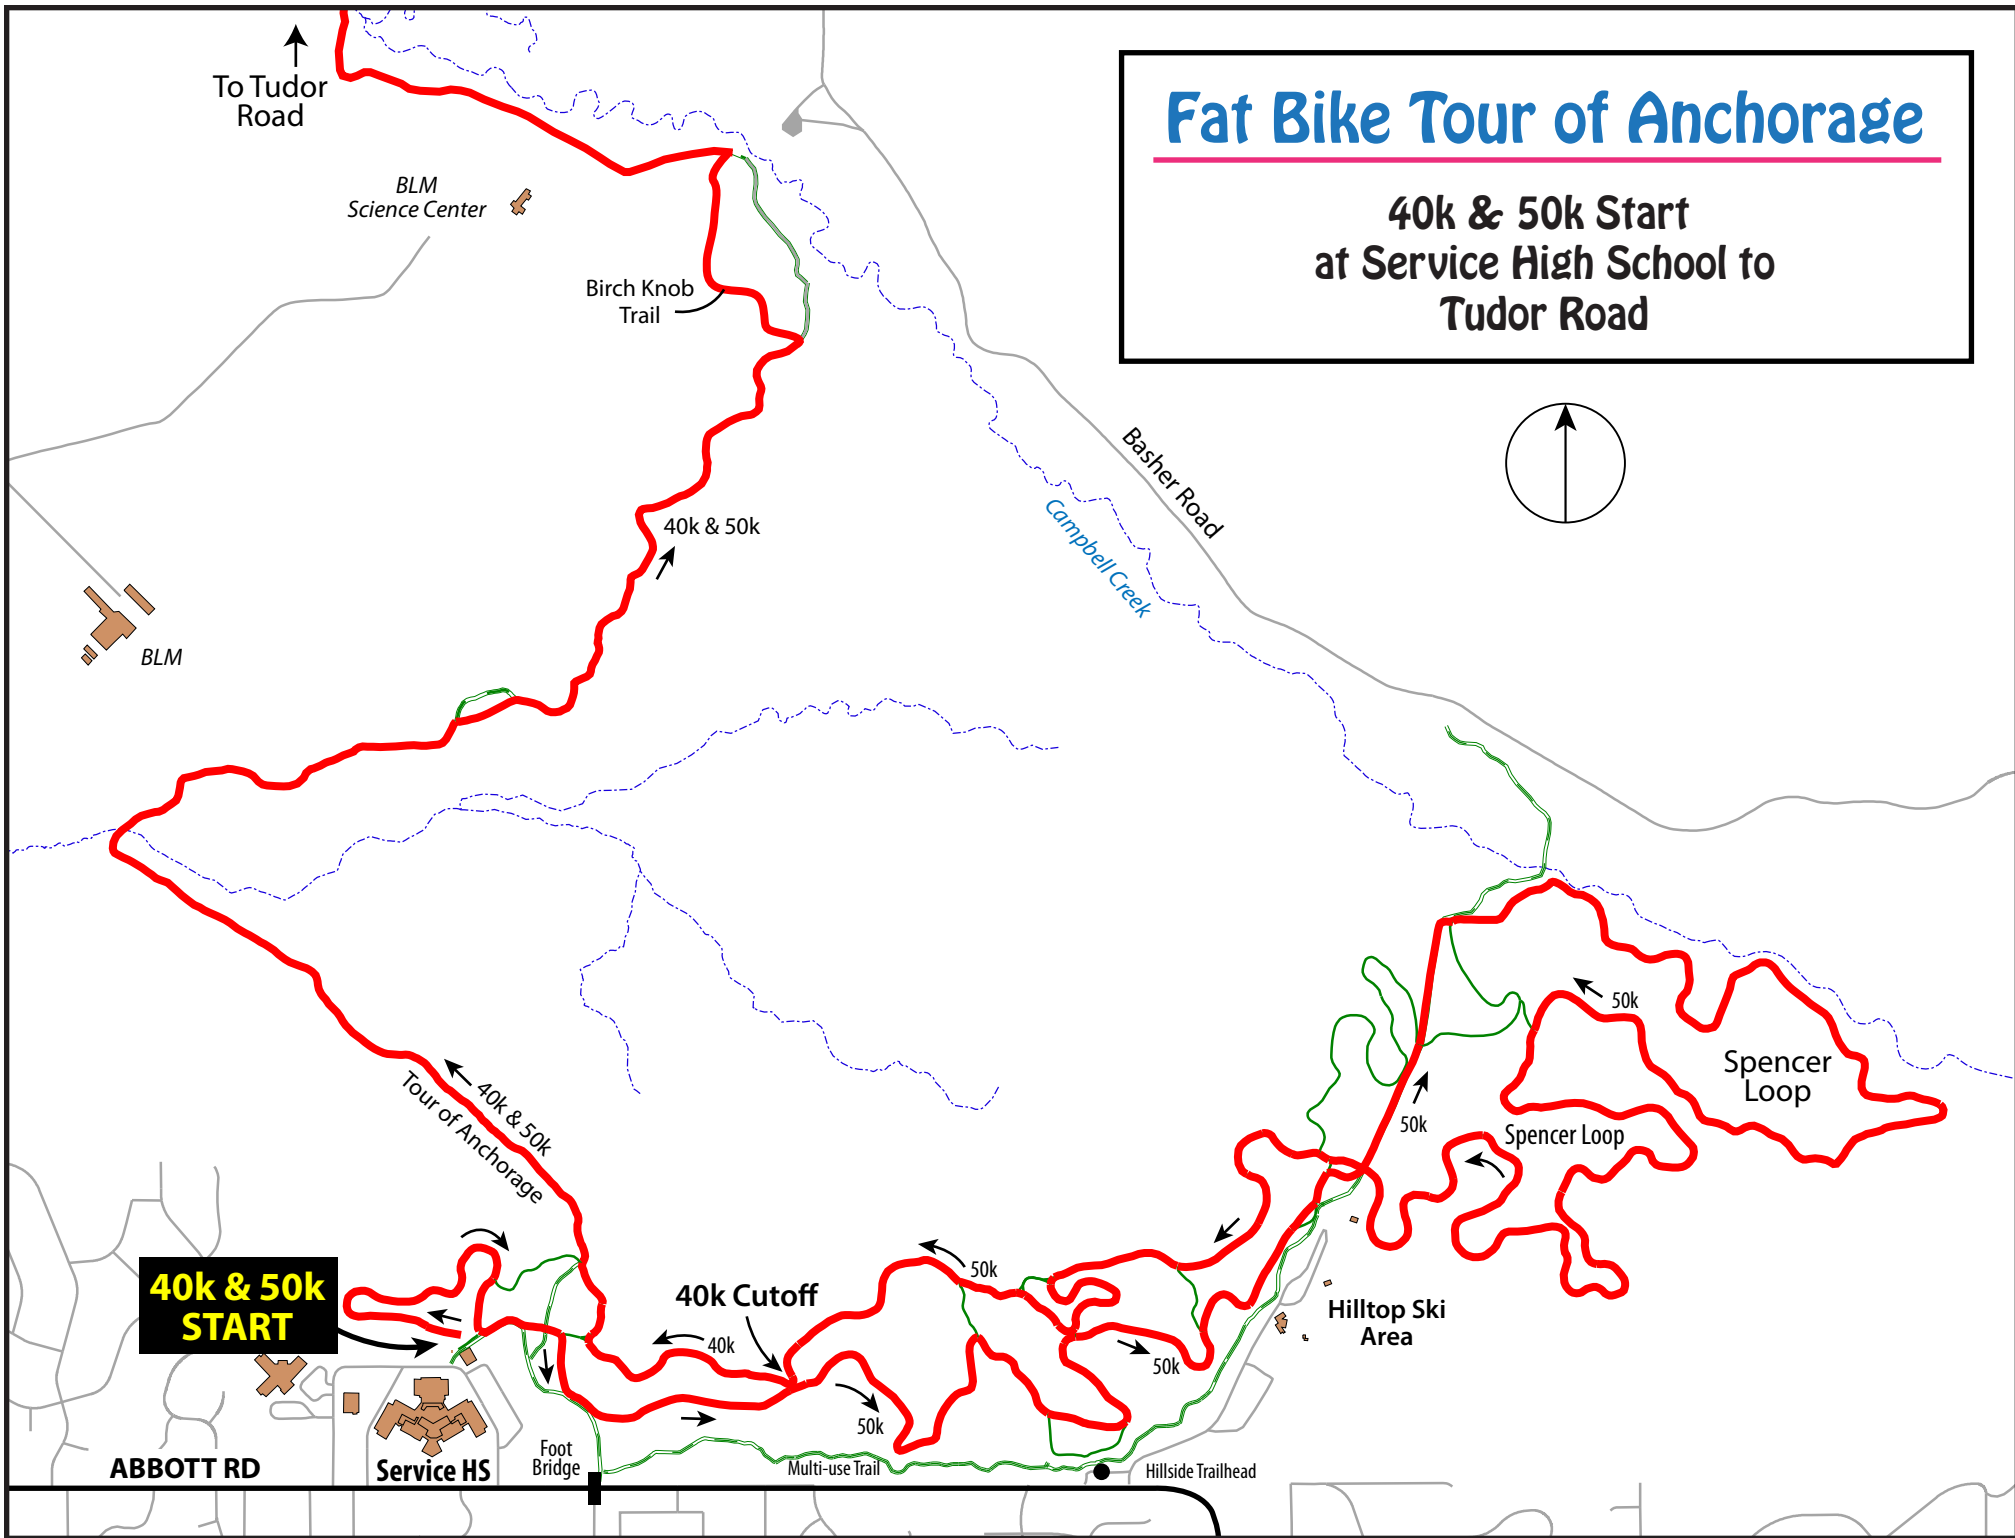 To Tudor
Road
Fat Bike Tour of Anchorage
40k & 50k Start
at Service High School to
Tudor Road
BLM
Science Center
Birch Knob
Trail
Basher Road
Campbell Creek
40k & 50k
BLM
50k
Spencer
Loop
40k & 50k
Tour of Anchorage
50k
Spencer Loop
40k & 50k
START
40k Cutoff
50k
40k
50k
50k
Hilltop Ski
Area
Foot
Bridge
Multi-use Trail
Hillside Trailhead
ABBOTT RD
Service HS